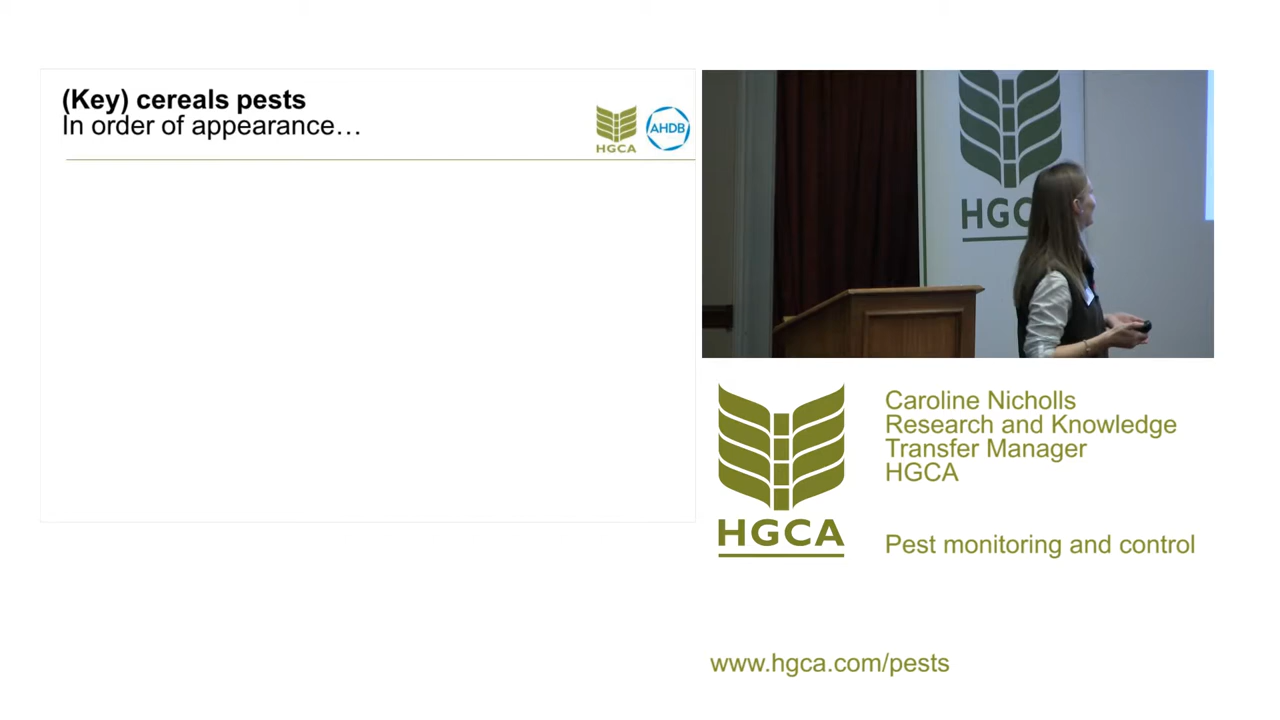 (Key) cereals pests
In order of appearance…
HGCA
AHDB
HGC
HGCA
Caroline Nicholls
Research and Knowledge
Transfer Manager
HGCA
Pest monitoring and control
www.hgca.com/pests